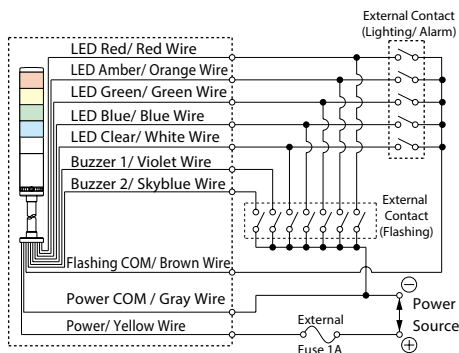 External Contact
(Lighting/ Alarm)
LED Red/ Red Wire
LED Amber/ Orange Wire
LED Green/ Green Wire
LED Blue/ Blue Wire
LED Clear/ White Wire
Buzzer 1/ Violet Wire
Buzzer 2/ Skyblue Wire
External
Contact
(Flashing)
Flashing COM/ Brown Wire
Power COM / Gray Wire
Power/ Yellow Wire
External
Fuse 1A
Power
Source